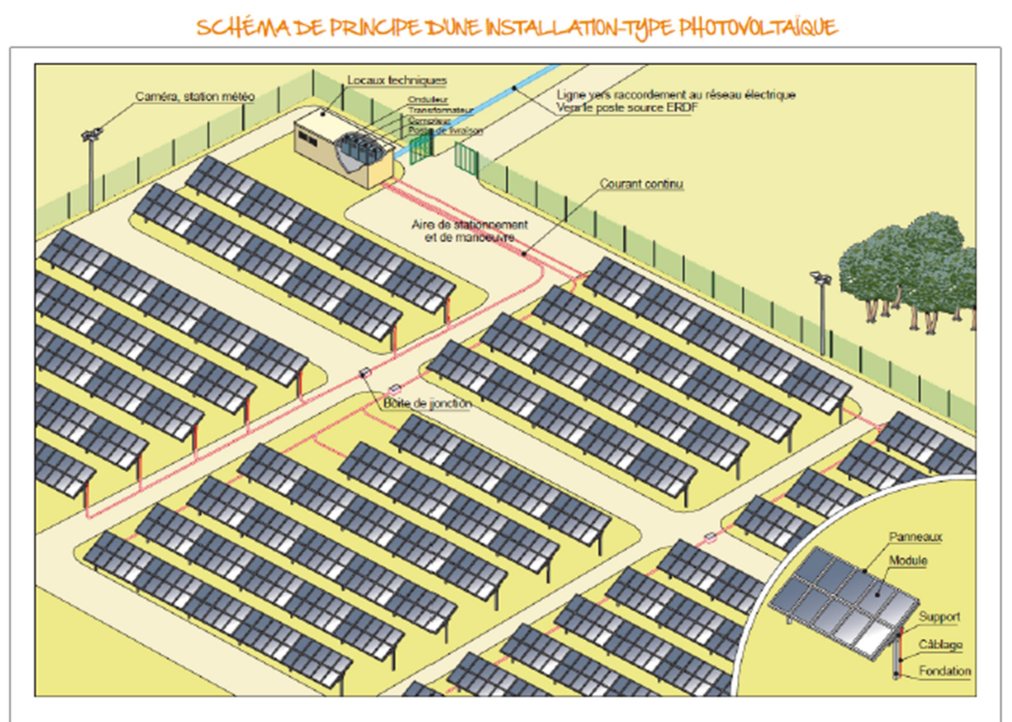 SCHÉMA DE PRINCIPE D'UNE INSTALLATION-TYPE PHOTOVOLTAÏQUE
Locaux techniques
Caméra, station météo
Onduleur
Transformateur
Compteur
Poste de livraison
Ligne vers raccordement au réseau électrique
Vers le poste source ERDF
Courant continu
Aire de stationnement
et de manoeuvre
Boîte de jonction
Panneaux
Module
Support
Câblage
Fondation